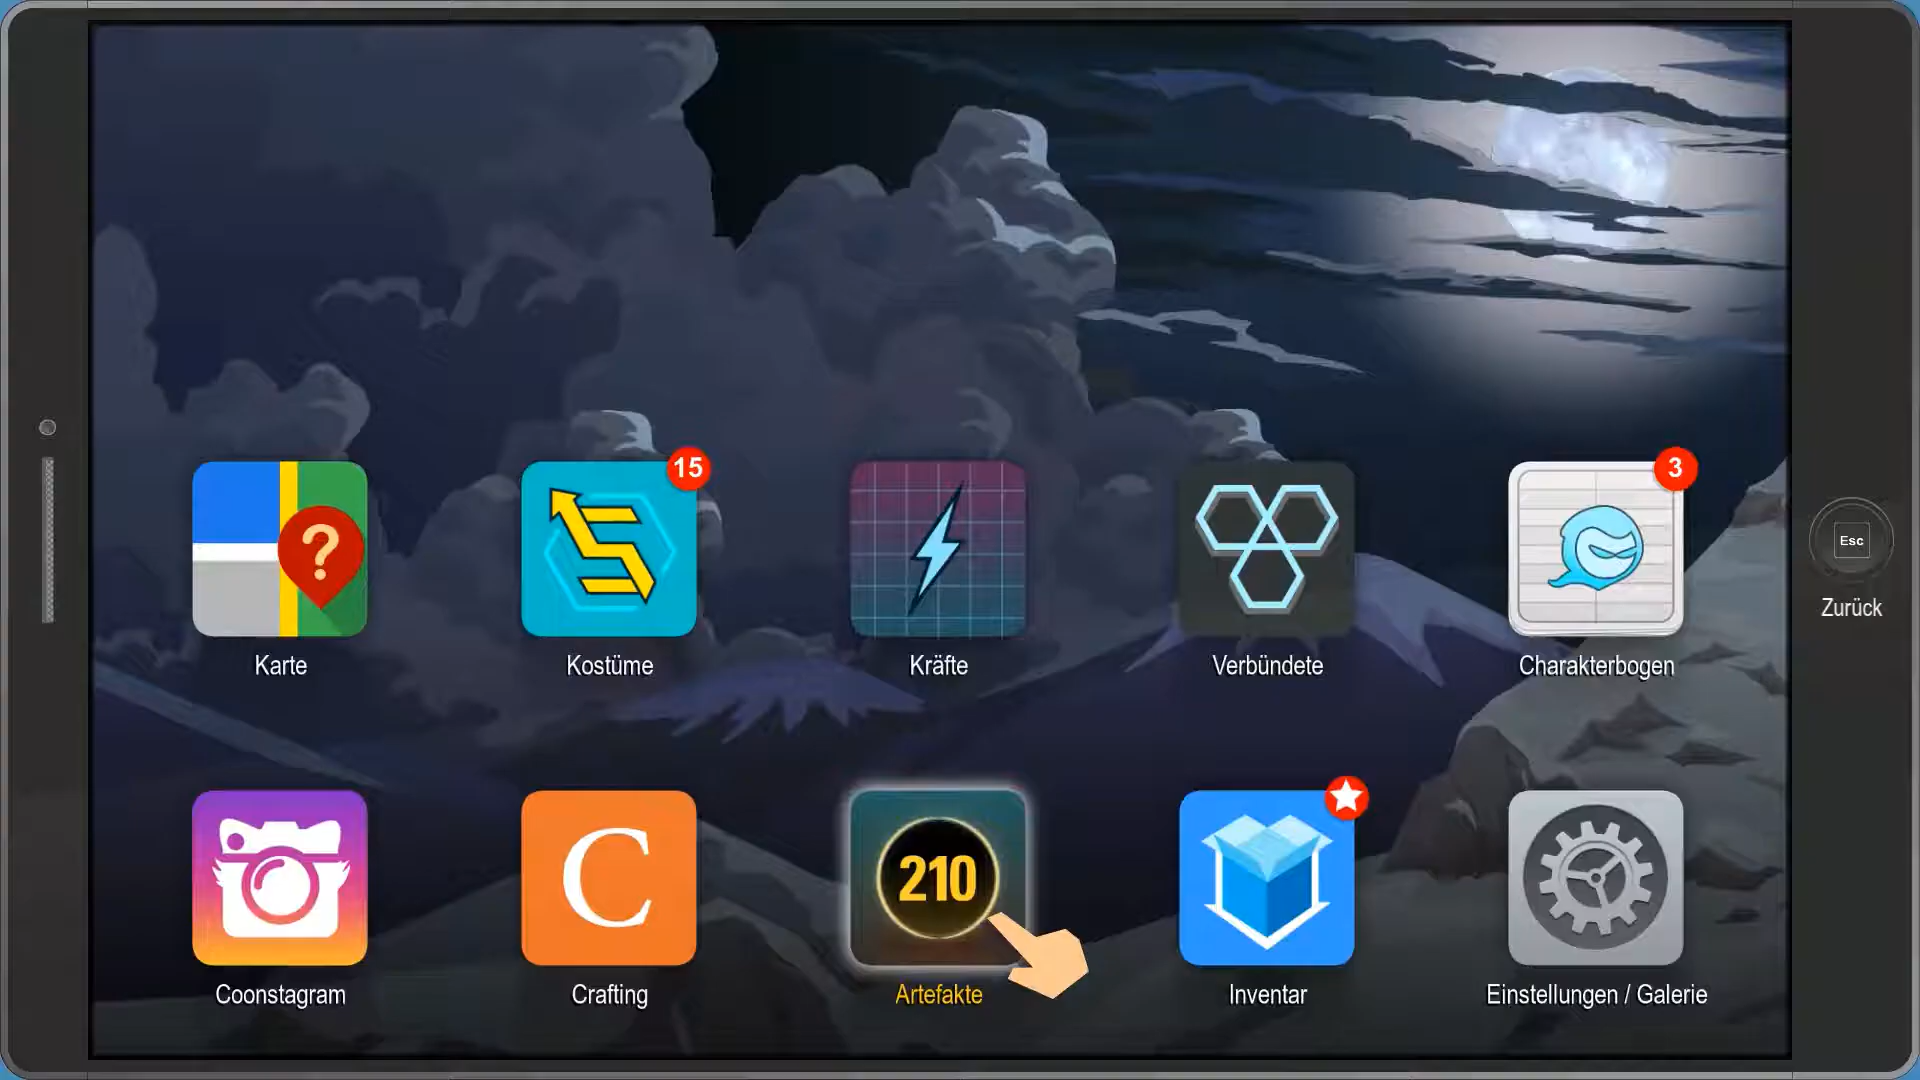 15
3
?
Esc
Zurück
Karte
Kostüme
Kräfte
Verbündete
Charakterbogen
C
210
Coonstagram
Crafting
Artefakte
Inventar
Einstellungen / Galerie